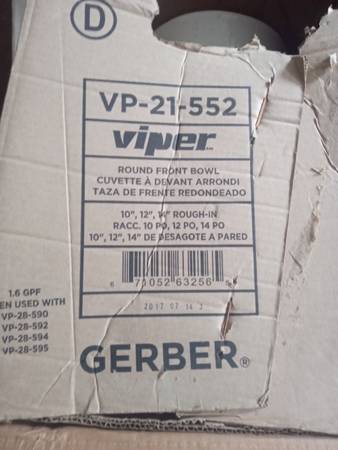 D
VP-21-552
viper
ROUND FRONT BOWL
CUVETTE À DEVANT ARRONDI
TAZA DE FRENTE REDONDEADO
10", 12", 14" ROUGH-IN
RACC. 10 PO, 12 PO, 14 PO
10", 12", 14" DE DESAGOTE A PARED
6 71052 63256
2017 07 14
1.6 GPF
EN USED WITH
VP-28-590
VP-28-592
VP-28-594
VP-28-595
GERBER®